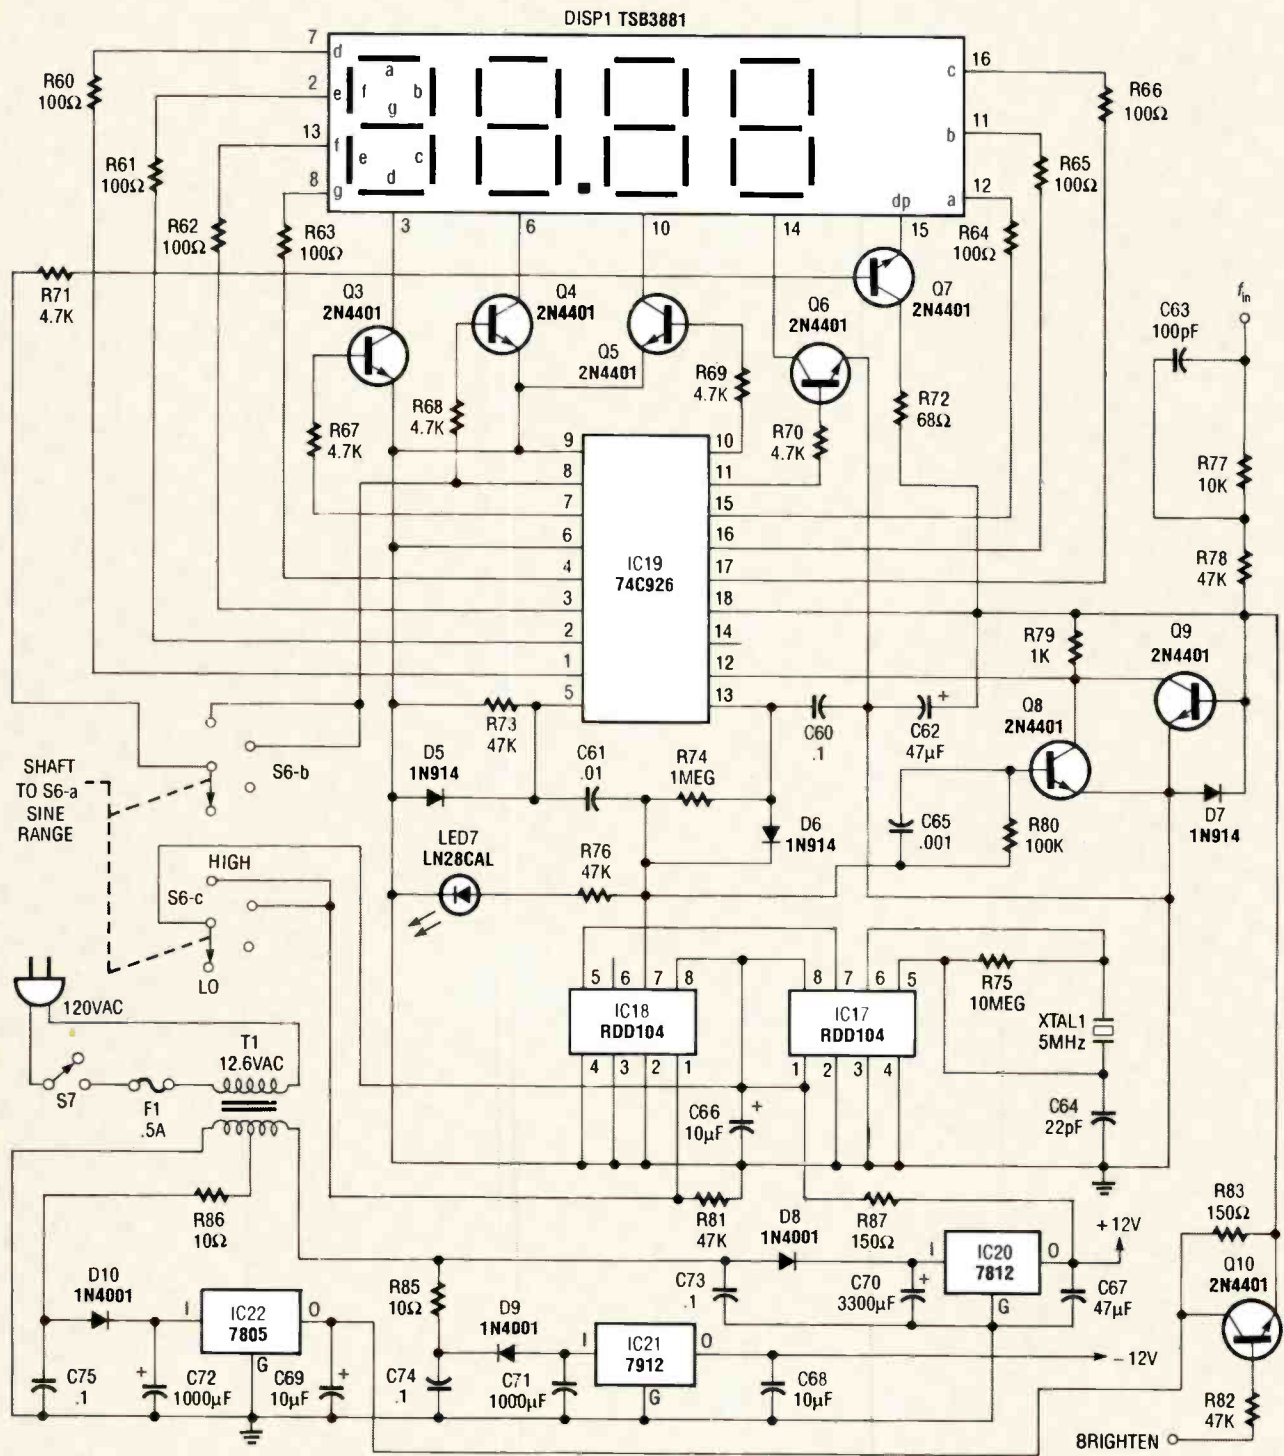 DISP1 TSB3881
7
d
a
f
b
g
e
c
d
2
e
13
f
8
g
c
16
b
11
a
12
dp
3
6
10
14
15
R60
100Ω
R61
100Ω
R62
100Ω
R63
100Ω
R64
100Ω
R65
100Ω
R66
100Ω
R71
4.7K
Q3
2N4401
Q4
2N4401
Q5
2N4401
Q6
2N4401
Q7
2N4401
C63
100pF
fin
R67
4.7K
R68
4.7K
R69
4.7K
R70
4.7K
R72
68Ω
R77
10K
R78
47K
IC19
74C926
9
8
7
6
4
3
2
1
5
10
11
15
16
17
18
14
12
13
R79
1K
Q9
2N4401
Q8
2N4401
R73
47K
D5
1N914
C61
.01
R74
1MEG
C60
.1
C62
47µF
+
D6
1N914
C65
.001
R80
100K
D7
1N914
SHAFT
TO S6-a
SINE
RANGE
S6-b
HIGH
S6-c
LO
LED7
LN28CAL
R76
47K
5
6
7
8
IC18
RDD104
4
3
2
1
8
7
6
5
IC17
RDD104
1
2
3
4
R75
10MEG
XTAL1
5MHz
C64
22pF
C66
10µF
+
120VAC
T1
12.6VAC
S7
F1
.5A
R86
10Ω
R81
47K
D8
1N4001
R87
150Ω
I
IC20
7812
O
G
+12V
R83
150Ω
Q10
2N4401
D10
1N4001
I
IC22
7805
O
G
R85
10Ω
D9
1N4001
I
IC21
7912
O
G
C73
.1
C70
3300µF
+
C67
47µF
-12V
C75
.1
+
C72
1000µF
C69
10µF
+
C74
.1
C71
1000µF
C68
10µF
R82
47K
BRIGHTEN